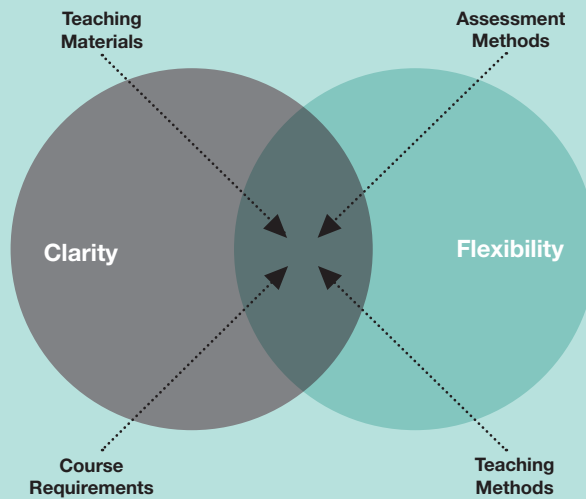 Teaching
Materials
Assessment
Methods
Clarity
Flexibility
Course
Requirements
Teaching
Methods